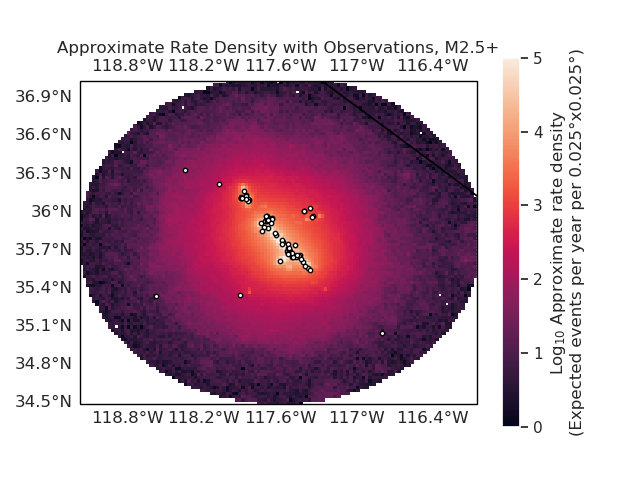 Approximate Rate Density with Observations, M2.5+
118.8°W 118.2°W 117.6°W 117°W 116.4°W
36.9°N
36.6°N
36.3°N
36°N
35.7°N
35.4°N
35.1°N
34.8°N
34.5°N
118.8°W 118.2°W 117.6°W 117°W 116.4°W
5
4
3
2
1
0
Log₁₀ Approximate rate density
(Expected events per year per 0.025°x0.025°)